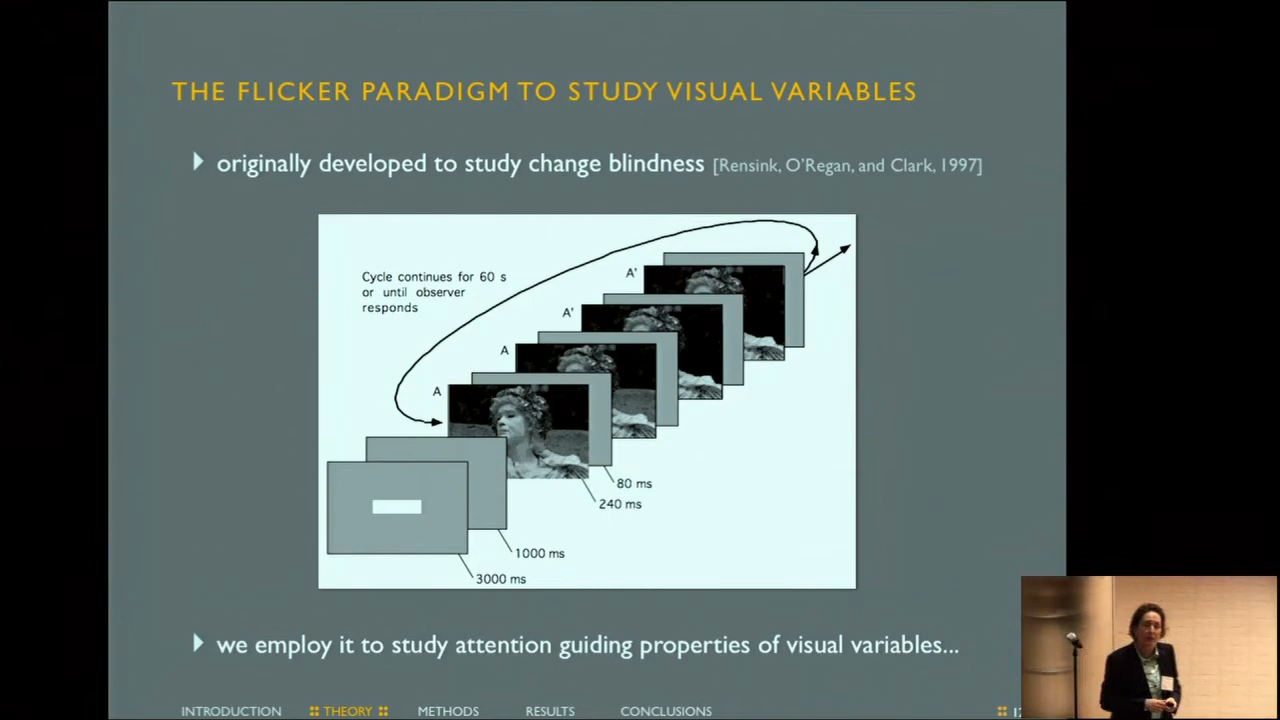 THE FLICKER PARADIGM TO STUDY VISUAL VARIABLES
originally developed to study change blindness [Rensink, O'Regan, and Clark, 1997]
Cycle continues for 60 s
or until observer
responds
A'
A'
A
A
80 ms
240 ms
1000 ms
3000 ms
we employ it to study attention guiding properties of visual variables...
INTRODUCTION :: THEORY :: METHODS RESULTS CONCLUSIONS